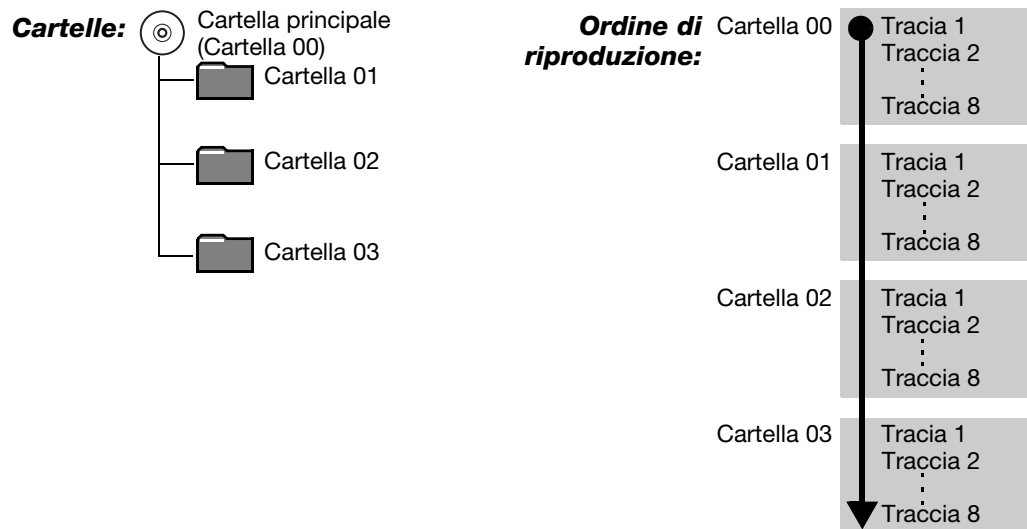 Cartelle:
Cartella principale
(Cartella 00)
Cartella 01
Cartella 02
Cartella 03
Ordine di
riproduzione:
Cartella 00
Tracia 1
Traccia 2
Traccia 8
Cartella 01
Tracia 1
Traccia 2
Traccia 8
Cartella 02
Tracia 1
Traccia 2
Traccia 8
Cartella 03
Tracia 1
Traccia 2
Traccia 8